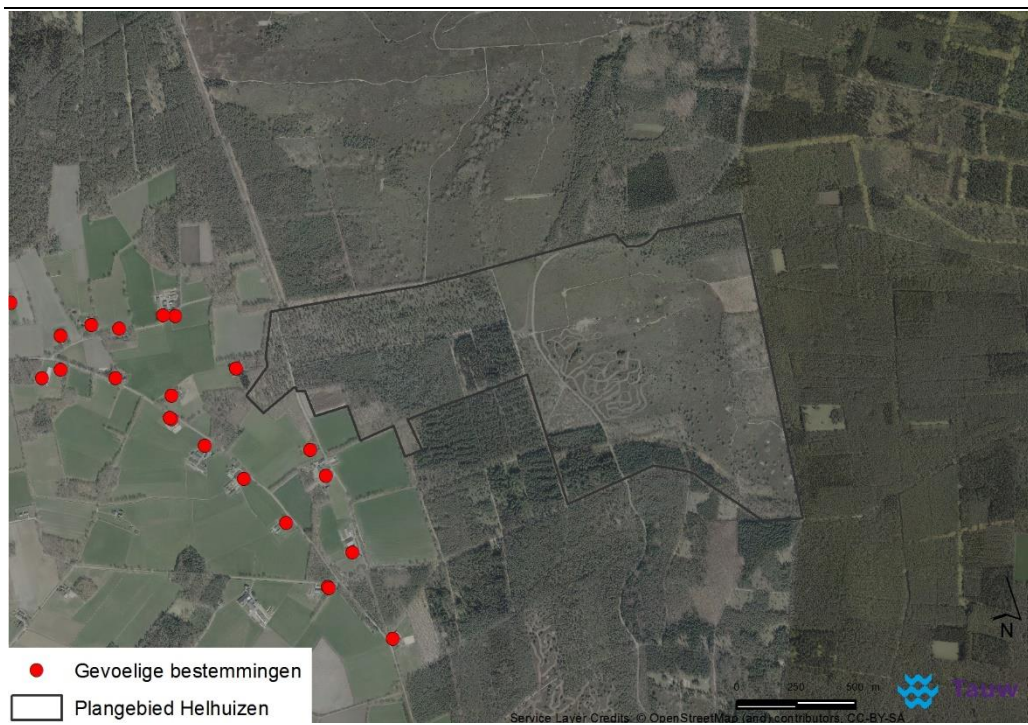 N
Gevoelige bestemmingen
Plangebied Helhuizen
0 250 500 m
Tauw
Service Layer Credits: © OpenStreetMap (and) contributors, CC-BY-SA